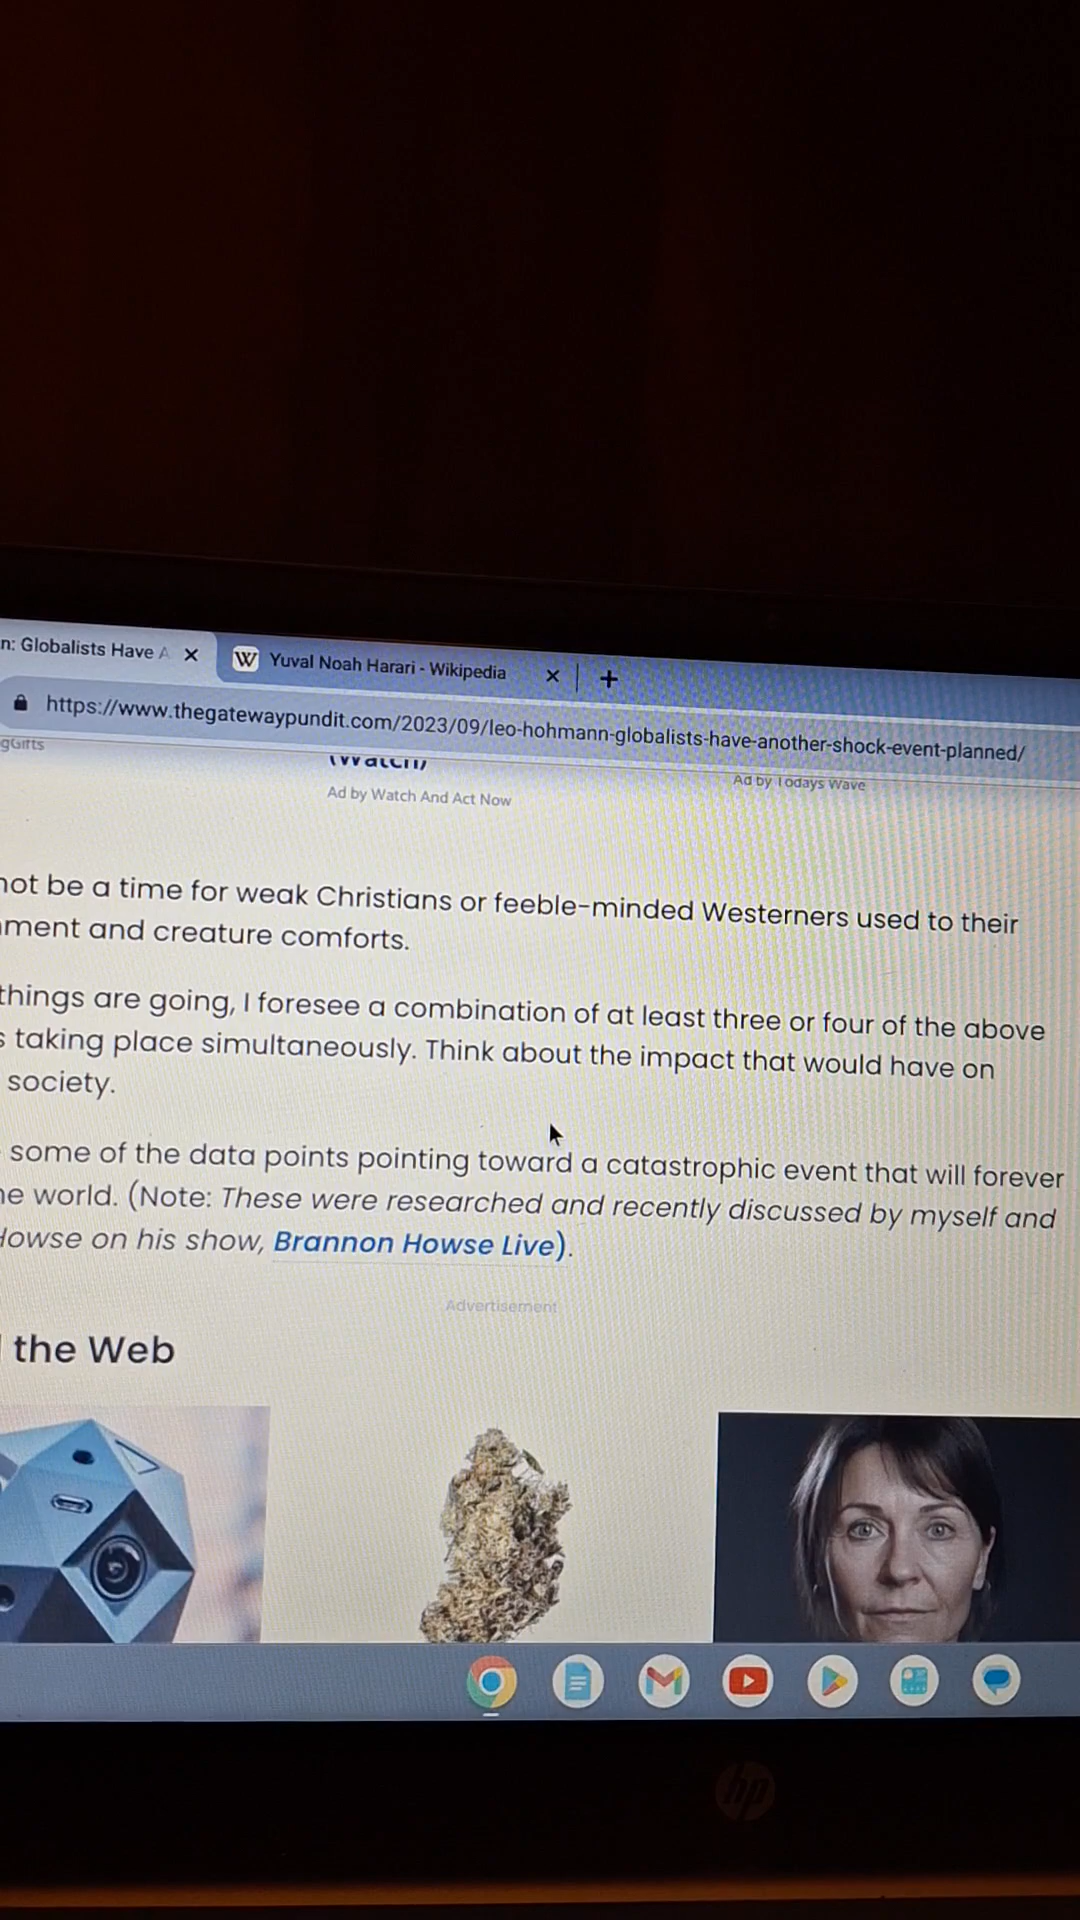 n: Globalists Have A
W Yuval Noah Harari - Wikipedia
https://www.thegatewaypundit.com/2023/09/leo-hohmann-globalists-have-another-shock-event-planned/
gGifts
(Watch)
Ad by Watch And Act Now
Ad by Todays Wave
not be a time for weak Christians or feeble-minded Westerners used to their
nment and creature comforts.
things are going, I foresee a combination of at least three or four of the above
s taking place simultaneously. Think about the impact that would have on
society.
some of the data points pointing toward a catastrophic event that will forever
he world. (Note: These were researched and recently discussed by myself and
Howse on his show, Brannon Howse Live).
Advertisement
the Web
hp